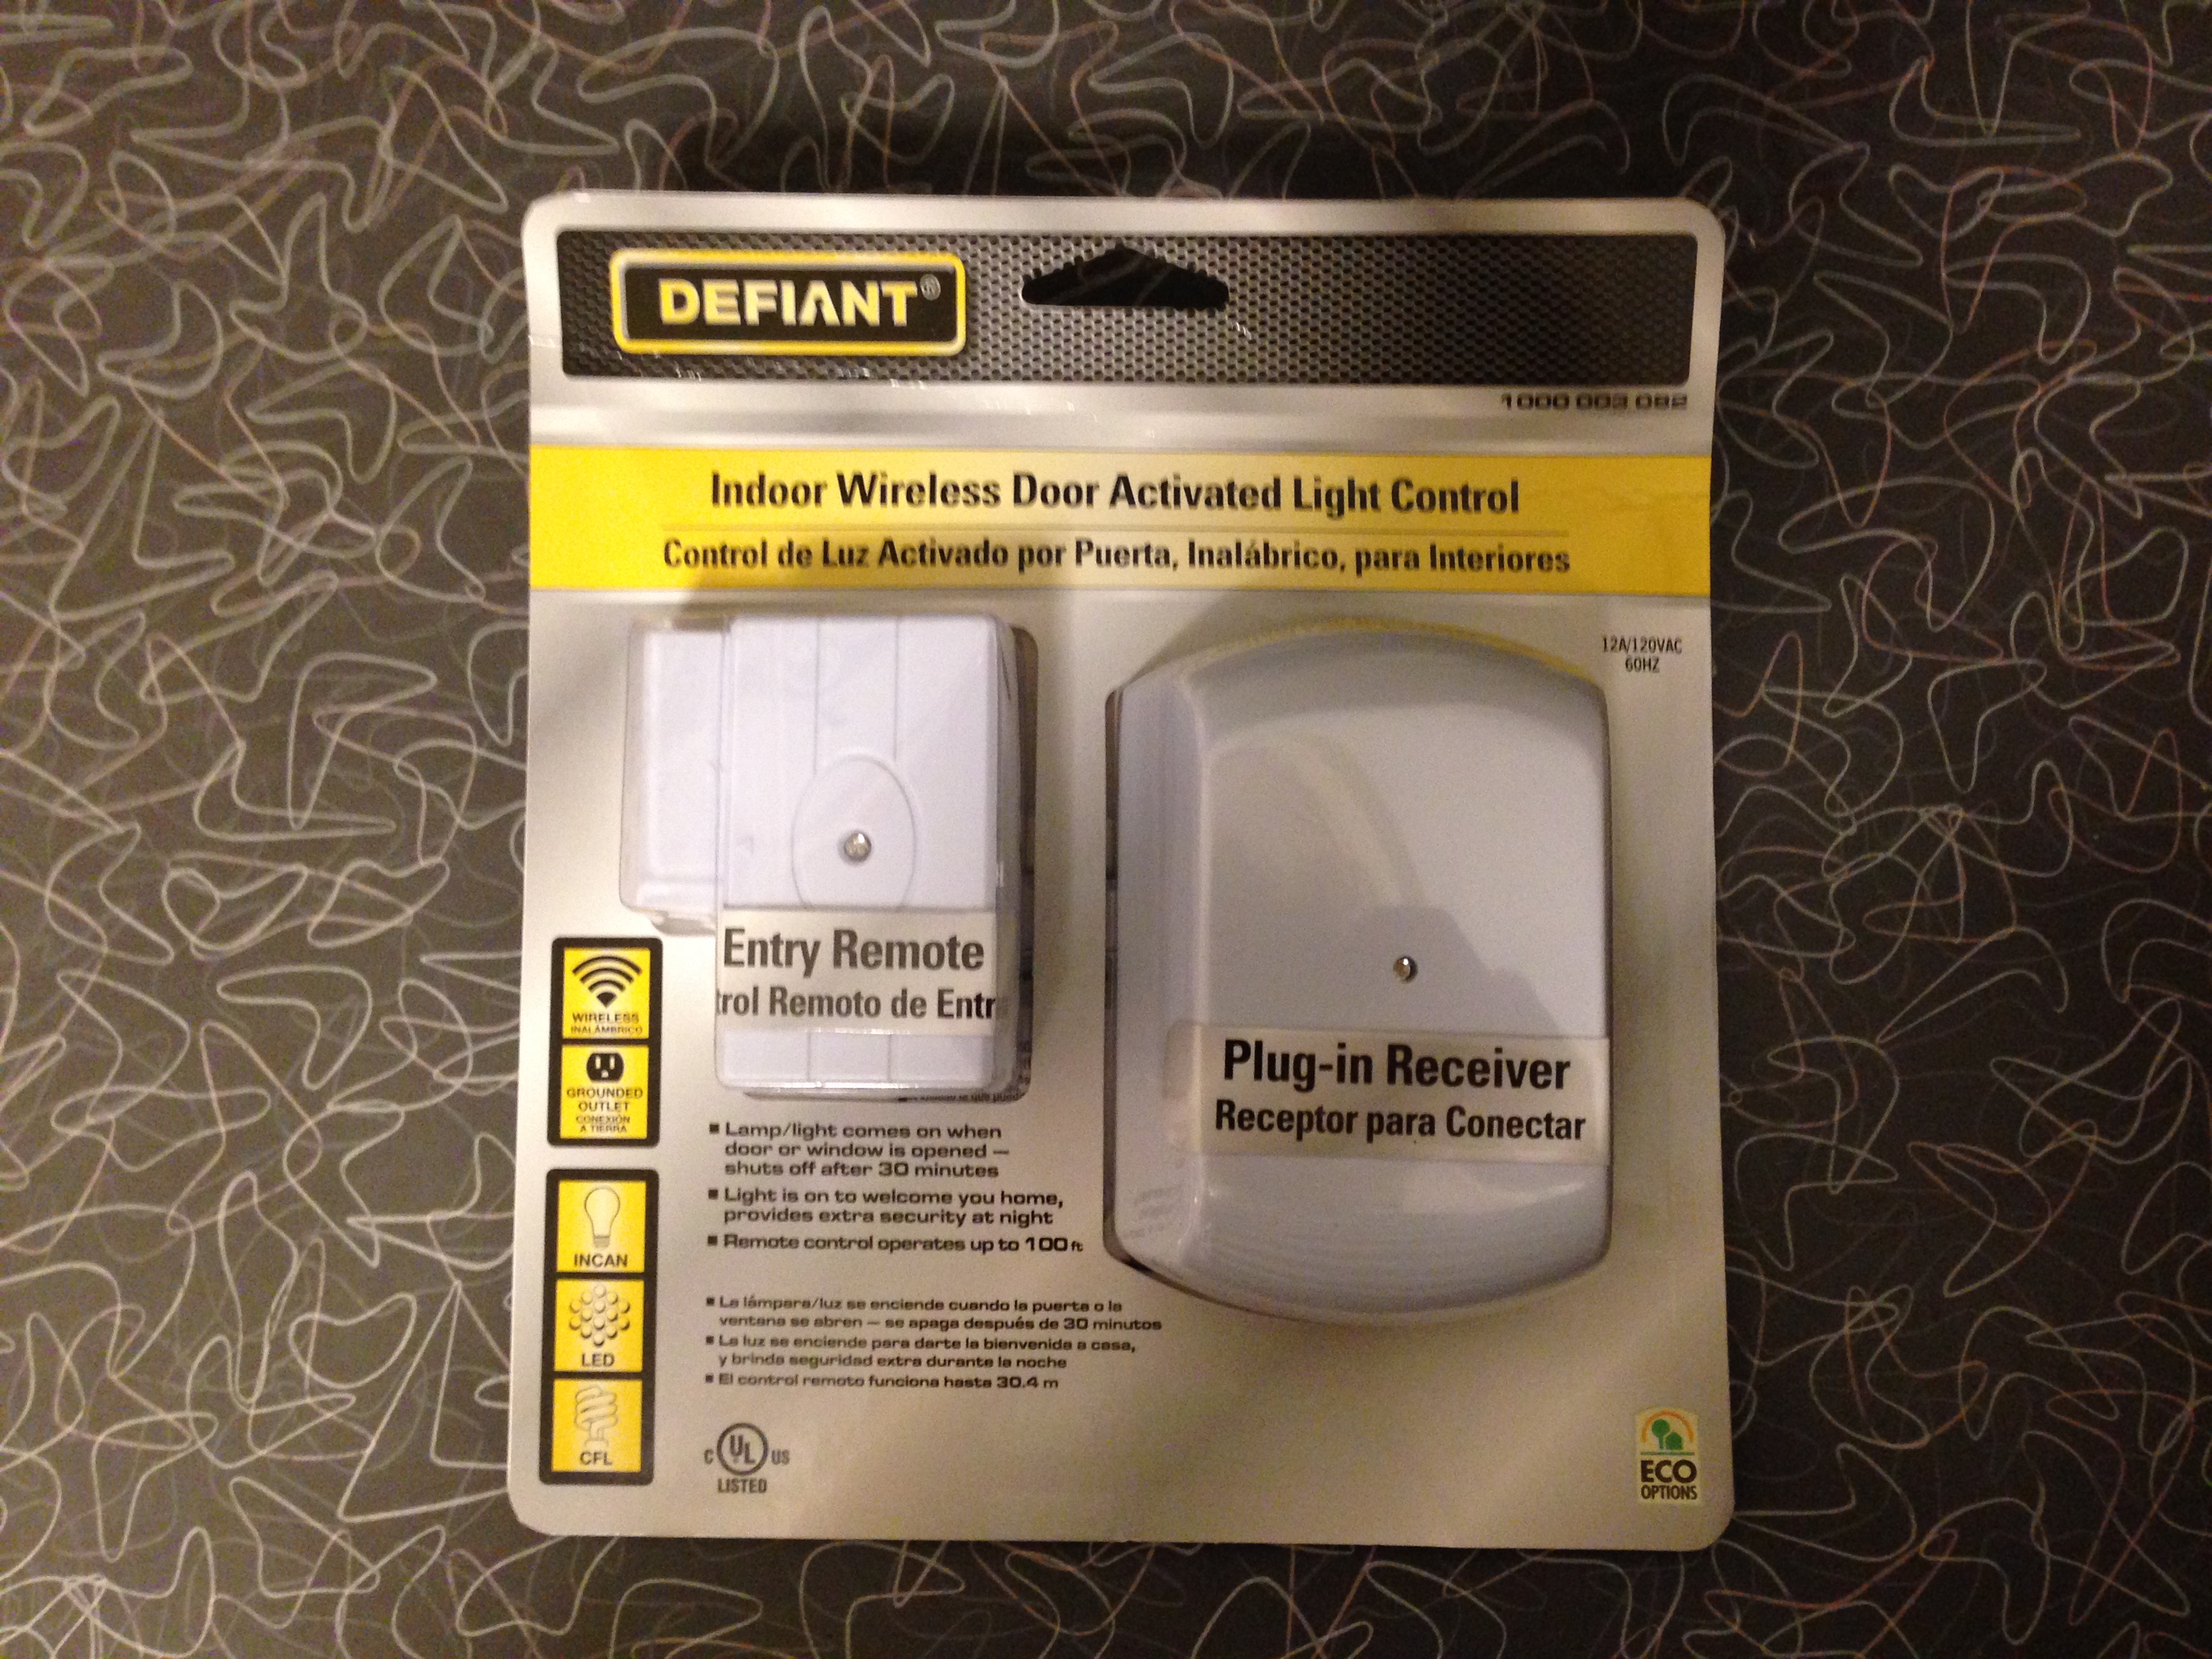 DEFIANT®
1000 003 082
Indoor Wireless Door Activated Light Control
Control de Luz Activado por Puerta, Inalábrico, para Interiores
12A/120VAC
60HZ
Entry Remote
trol Remoto de Entr
Plug-in Receiver
Receptor para Conectar
WIRELESS
INALÁMBRICO
GROUNDED
OUTLET
CONEXIÓN
A TIERRA
INCAN
LED
CFL
■ Lamp/light comes on when
door or window is opened —
shuts off after 30 minutes
■ Light is on to welcome you home,
provides extra security at night
■ Remote control operates up to 100 ft
■ La lámpara/luz se enciende cuando la puerta o la
ventana se abren — se apaga después de 30 minutos
■ La luz se enciende para darte la bienvenida a casa,
y brinda seguridad extra durante la noche
■ El control remoto funciona hasta 30.4 m
C UL US
LISTED
ECO
OPTIONS